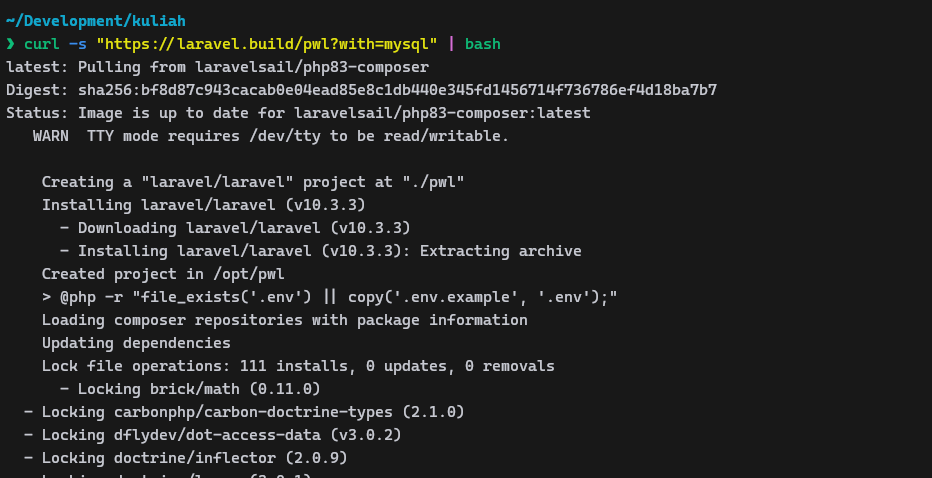 ~/Development/kuliah
❯ curl -s "https://laravel.build/pwl?with=mysql" | bash
latest: Pulling from laravelsail/php83-composer
Digest: sha256:bf8d87c943cacab0e04ead85e8c1db440e345fd1456714f736786ef4d18ba7b7
Status: Image is up to date for laravelsail/php83-composer:latest
   WARN  TTY mode requires /dev/tty to be read/writable.
    Creating a "laravel/laravel" project at "./pwl"
    Installing laravel/laravel (v10.3.3)
      - Downloading laravel/laravel (v10.3.3)
      - Installing laravel/laravel (v10.3.3): Extracting archive
    Created project in /opt/pwl
    > @php -r "file_exists('.env') || copy('.env.example', '.env');"
    Loading composer repositories with package information
    Updating dependencies
    Lock file operations: 111 installs, 0 updates, 0 removals
      - Locking brick/math (0.11.0)
  - Locking carbonphp/carbon-doctrine-types (2.1.0)
  - Locking dflydev/dot-access-data (v3.0.2)
  - Locking doctrine/inflector (2.0.9)